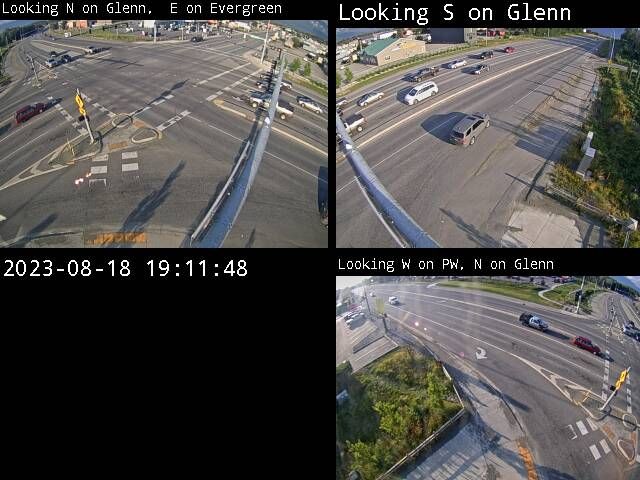 Looking N on Glenn,  E on Evergreen
Looking S on Glenn
2023-08-18 19:11:48
Looking W on PW, N on Glenn